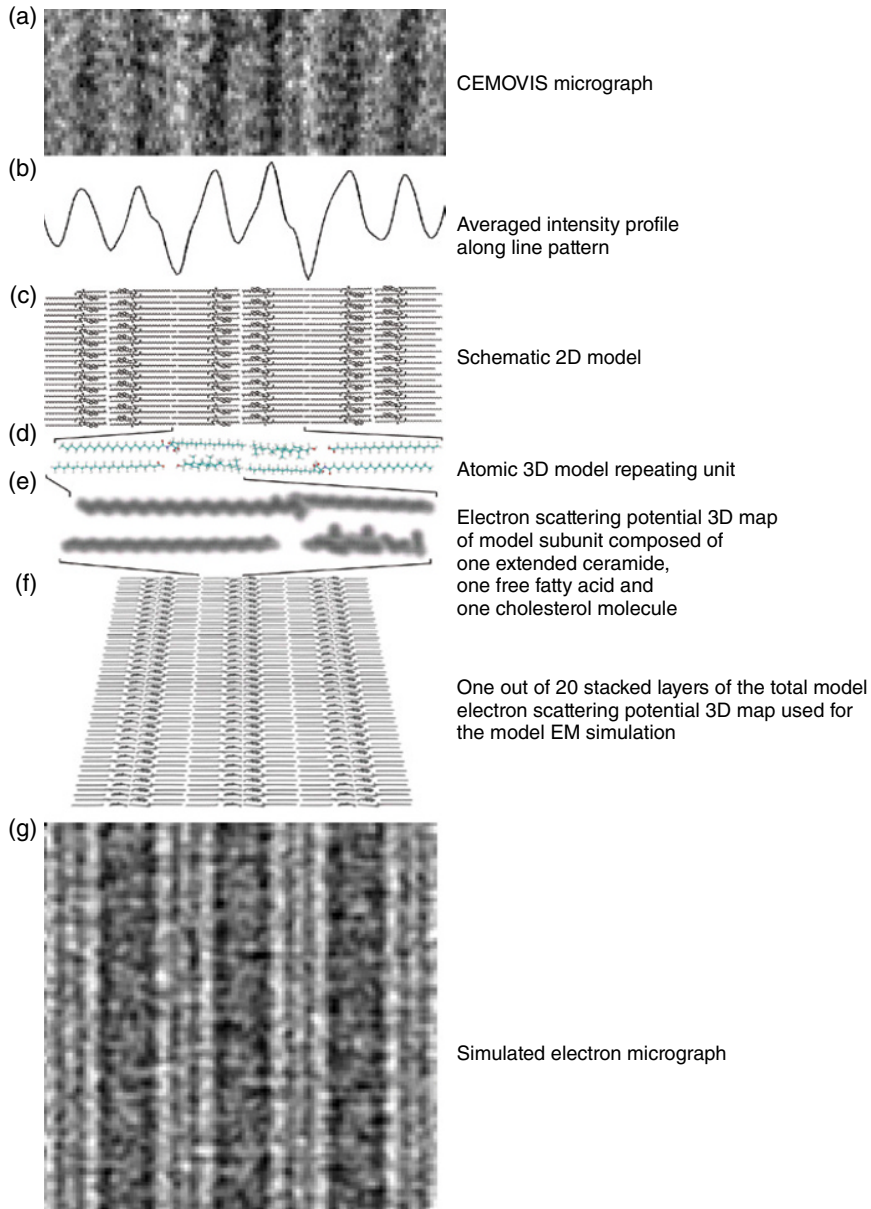 (a)
CEMOVIS micrograph
(b)
Averaged intensity profile
along line pattern
(c)
Schematic 2D model
(d)
Atomic 3D model repeating unit
(e)
Electron scattering potential 3D map
of model subunit composed of
one extended ceramide,
one free fatty acid and
one cholesterol molecule
(f)
One out of 20 stacked layers of the total model
electron scattering potential 3D map used for
the model EM simulation
(g)
Simulated electron micrograph